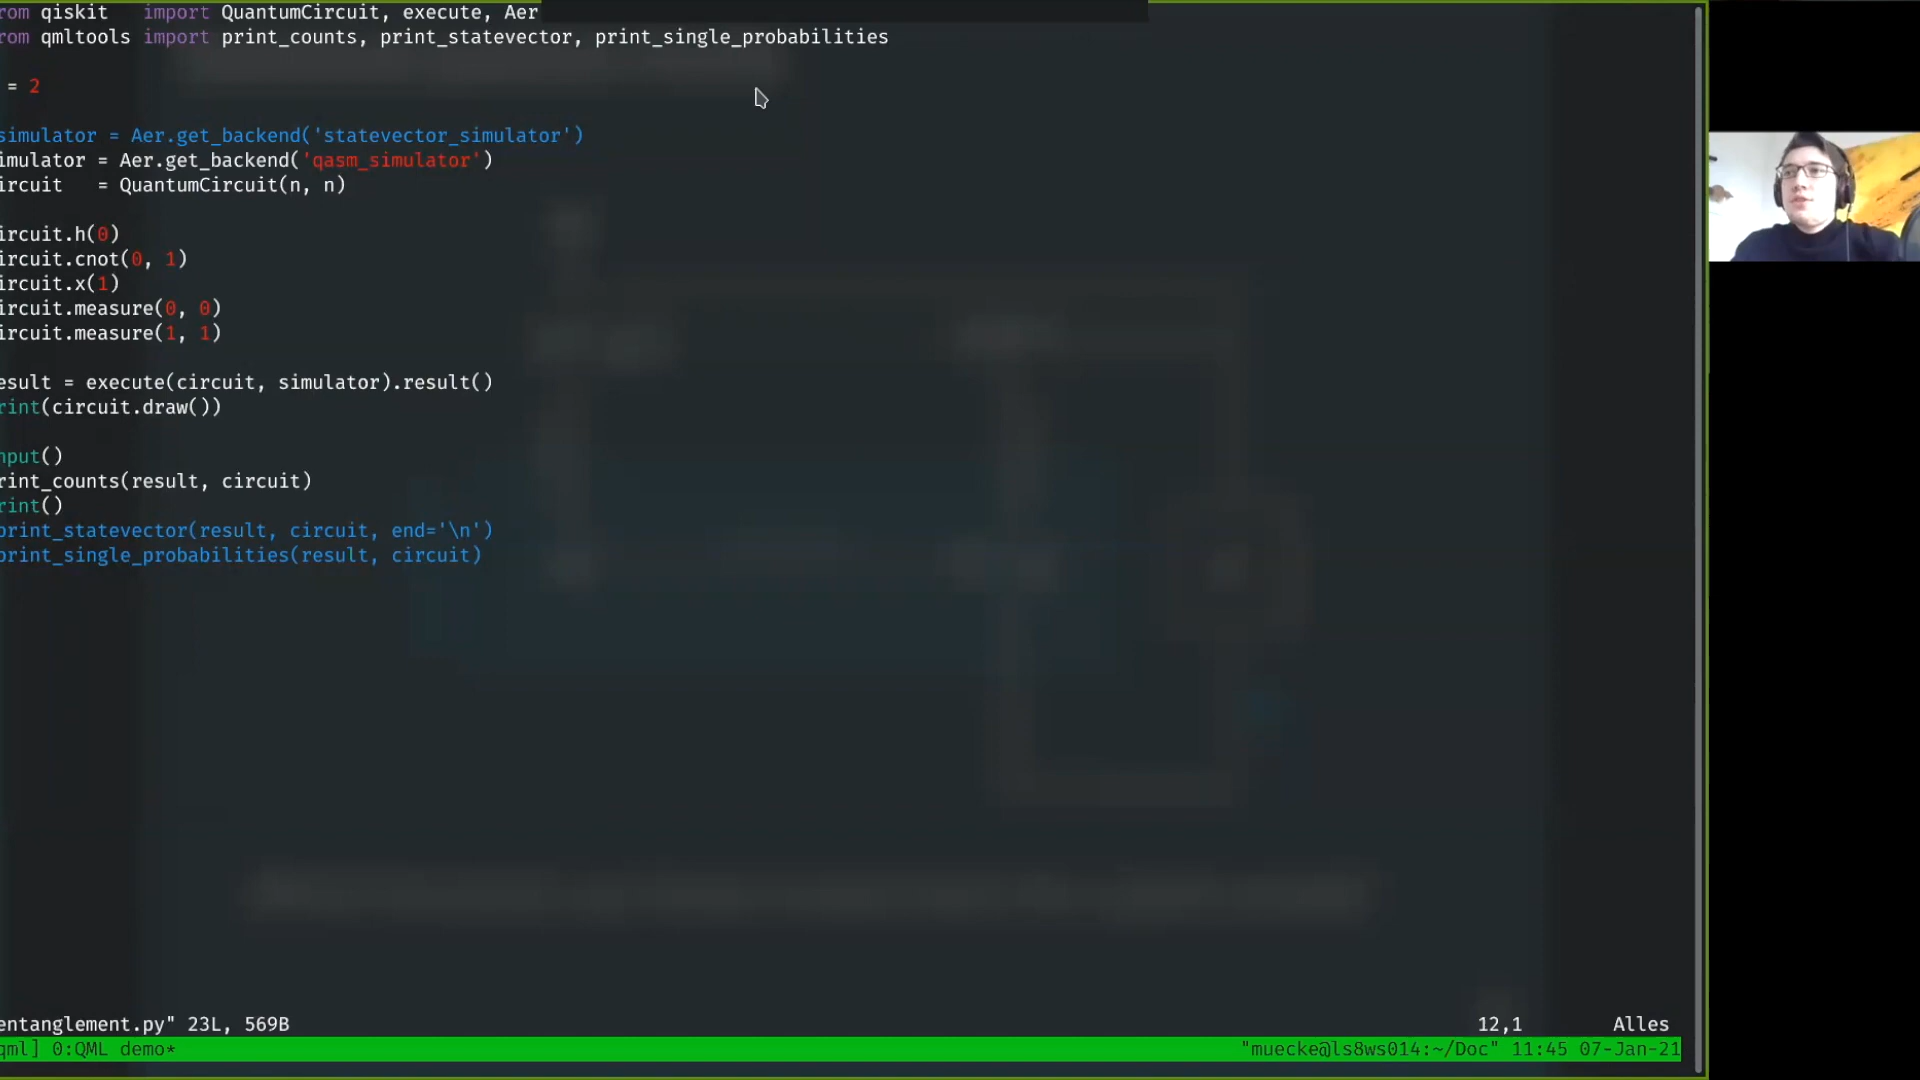 rom qiskit   import QuantumCircuit, execute, Aer
rom qmltools import print_counts, print_statevector, print_single_probabilities
= 2
simulator = Aer.get_backend('statevector_simulator')
imulator = Aer.get_backend('qasm_simulator')
ircuit   = QuantumCircuit(n, n)
ircuit.h(0)
ircuit.cnot(0, 1)
ircuit.x(1)
ircuit.measure(0, 0)
ircuit.measure(1, 1)
esult = execute(circuit, simulator).result()
rint(circuit.draw())
nput()
rint_counts(result, circuit)
rint()
print_statevector(result, circuit, end='\n')
print_single_probabilities(result, circuit)
entanglement.py" 23L, 569B 12,1 Alles
qml] 0:QML demo* "muecke@ls8ws014:~/Doc" 11:45 07-Jan-21